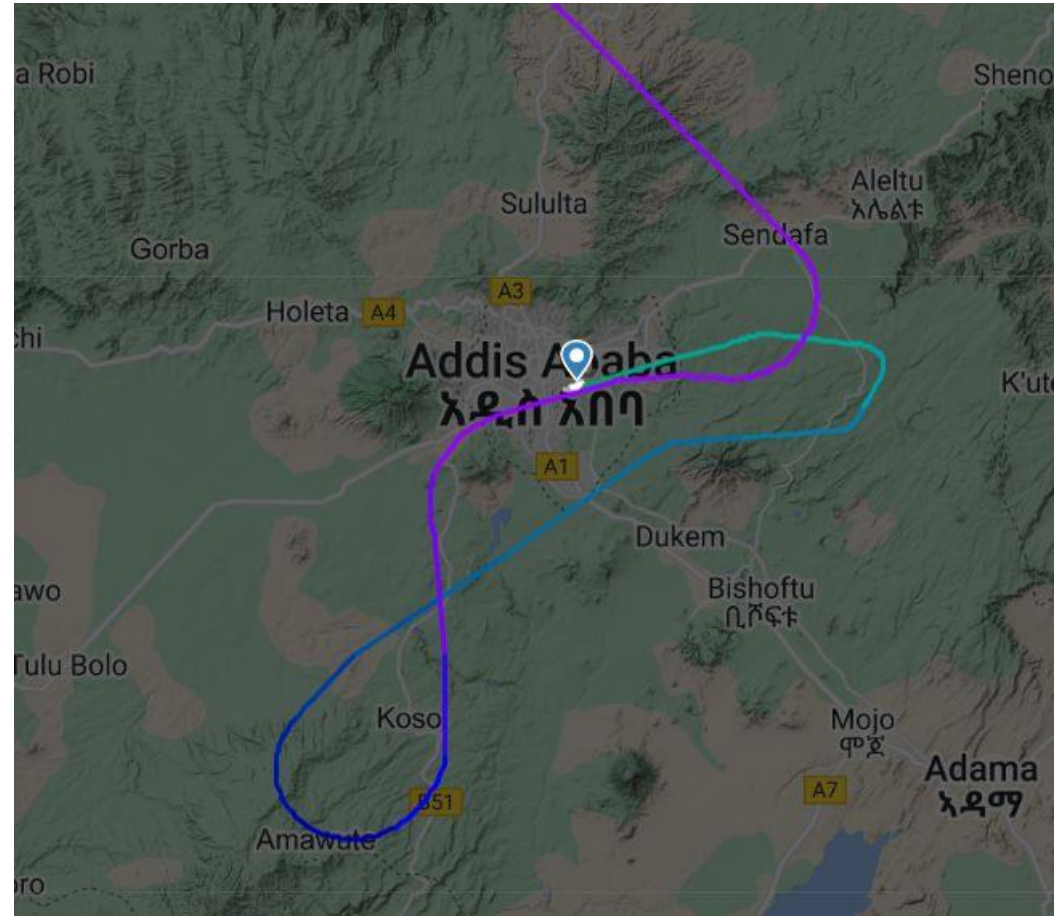 a Robi
Sheno
Aleltu
አሌልቱ
Sululta
Sendafa
Gorba
A3
Holeta
A4
chi
Addis Ababa
አዲስ አበባ
K'ut
A1
Dukem
awo
Bishoftu
ቢሾፍቱ
Tulu Bolo
Koso
Mojo
ሞጆ
Adama
አዳማ
A7
B51
Amawute
oro